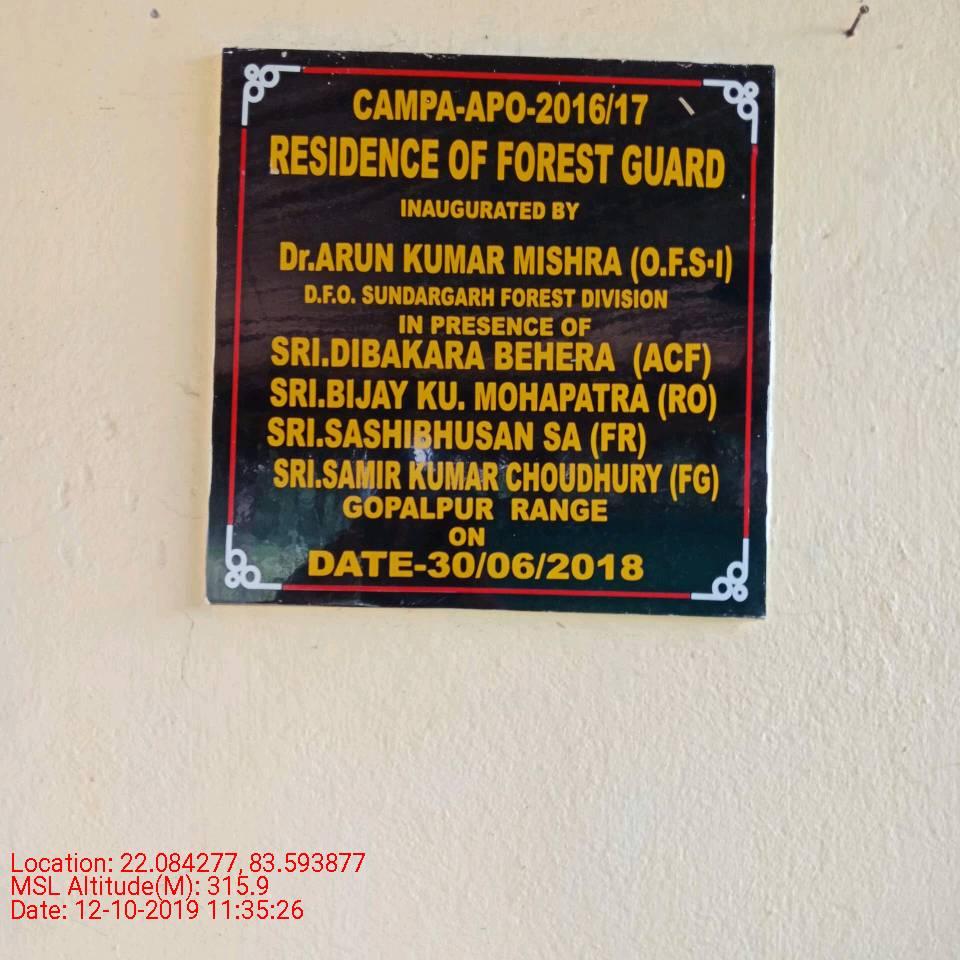 CAMPA-APO-2016/17
RESIDENCE OF FOREST GUARD
INAUGURATED BY
Dr.ARUN KUMAR MISHRA (O.F.S-I)
D.F.O. SUNDARGARH FOREST DIVISION
IN PRESENCE OF
SRI.DIBAKARA BEHERA (ACF)
SRI.BIJAY KU. MOHAPATRA (RO)
SRI.SASHIBHUSAN SA (FR)
SRI.SAMIR KUMAR CHOUDHURY (FG)
GOPALPUR RANGE
ON
DATE-30/06/2018
Location: 22.084277, 83.593877
MSL Altitude(M): 315.9
Date: 12-10-2019 11:35:26